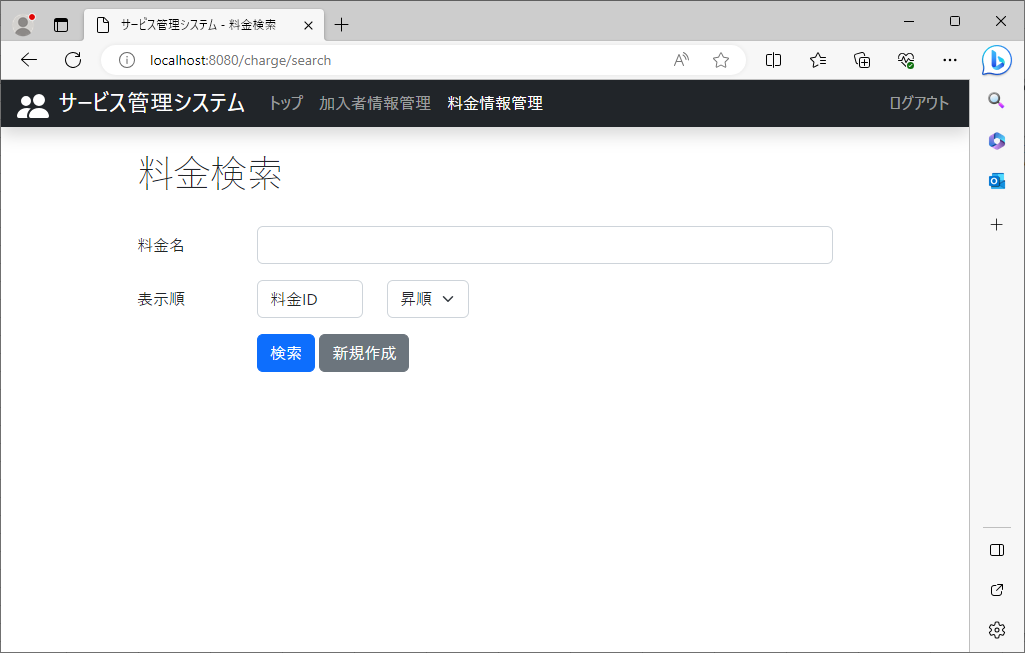 サービス管理システム - 料金検索
localhost:8080/charge/search
サービス管理システム トップ 加入者情報管理 料金情報管理 ログアウト
料金検索
料金名
表示順 料金ID 昇順
検索 新規作成